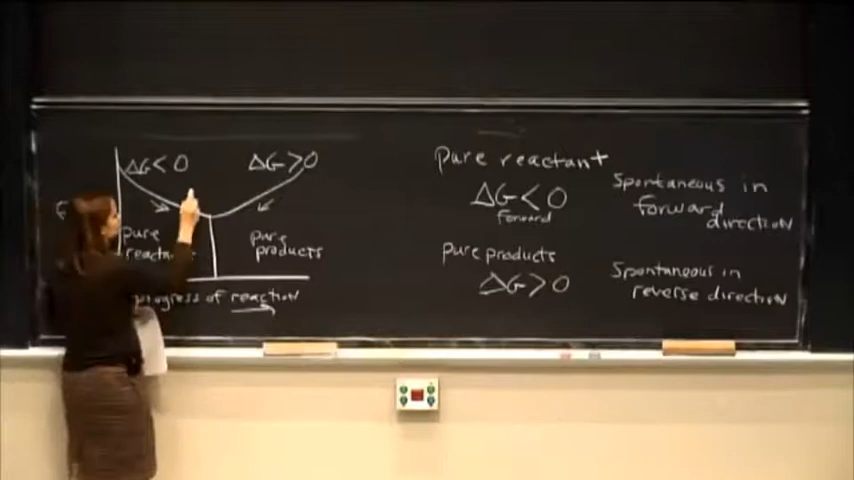 ΔG < 0
ΔG > 0
G
pure
pure
products
progress of reaction
pure reactant
ΔG < 0
forward
Spontaneous in
forward
direction
pure products
ΔG > 0
Spontaneous in
reverse direction